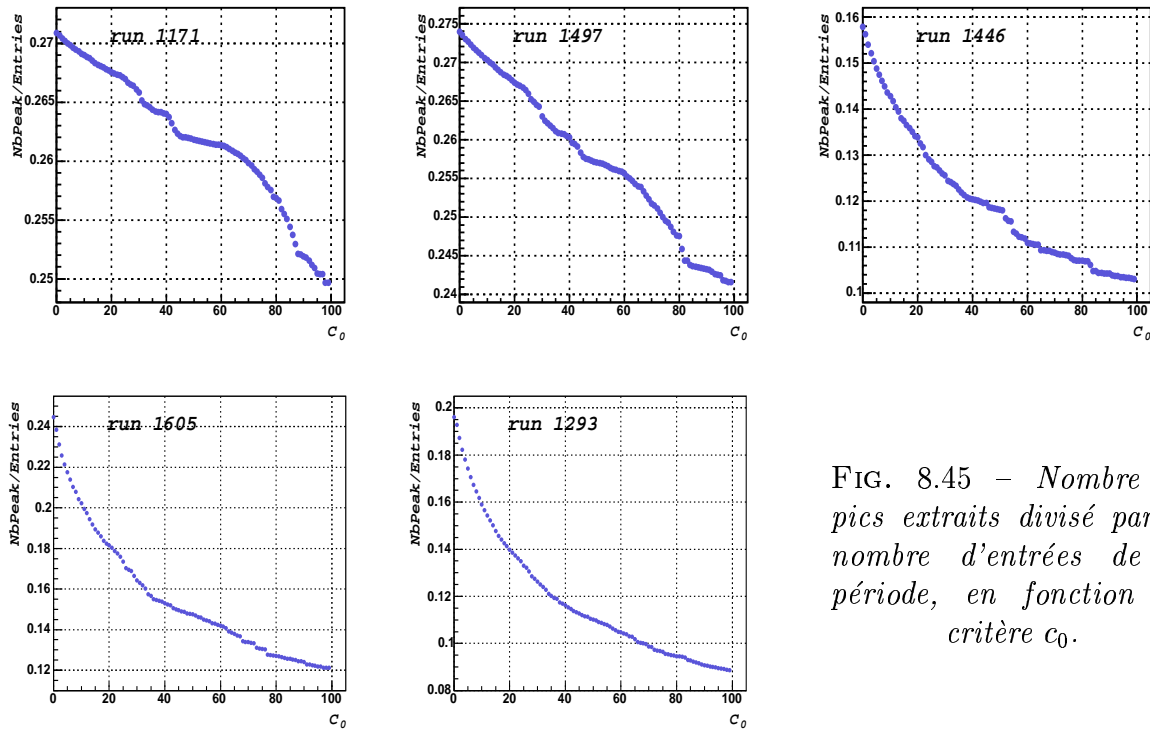 run 1171
NbPeak/Entries
0.27
0.265
0.26
0.255
0.25
0 20 40 60 80 100
c0
run 1497
NbPeak/Entries
0.275
0.27
0.265
0.26
0.255
0.25
0.245
0.24
0 20 40 60 80 100
c0
run 1446
NbPeak/Entries
0.16
0.15
0.14
0.13
0.12
0.11
0.1
0 20 40 60 80 100
c0
run 1605
NbPeak/Entries
0.24
0.22
0.2
0.18
0.16
0.14
0.12
0 20 40 60 80 100
c0
run 1293
NbPeak/Entries
0.2
0.18
0.16
0.14
0.12
0.1
0.08
0 20 40 60 80 100
c0
FIG. 8.45 – Nombre
pics extraits divisé par
nombre d'entrées de
période, en fonction
critère c0.